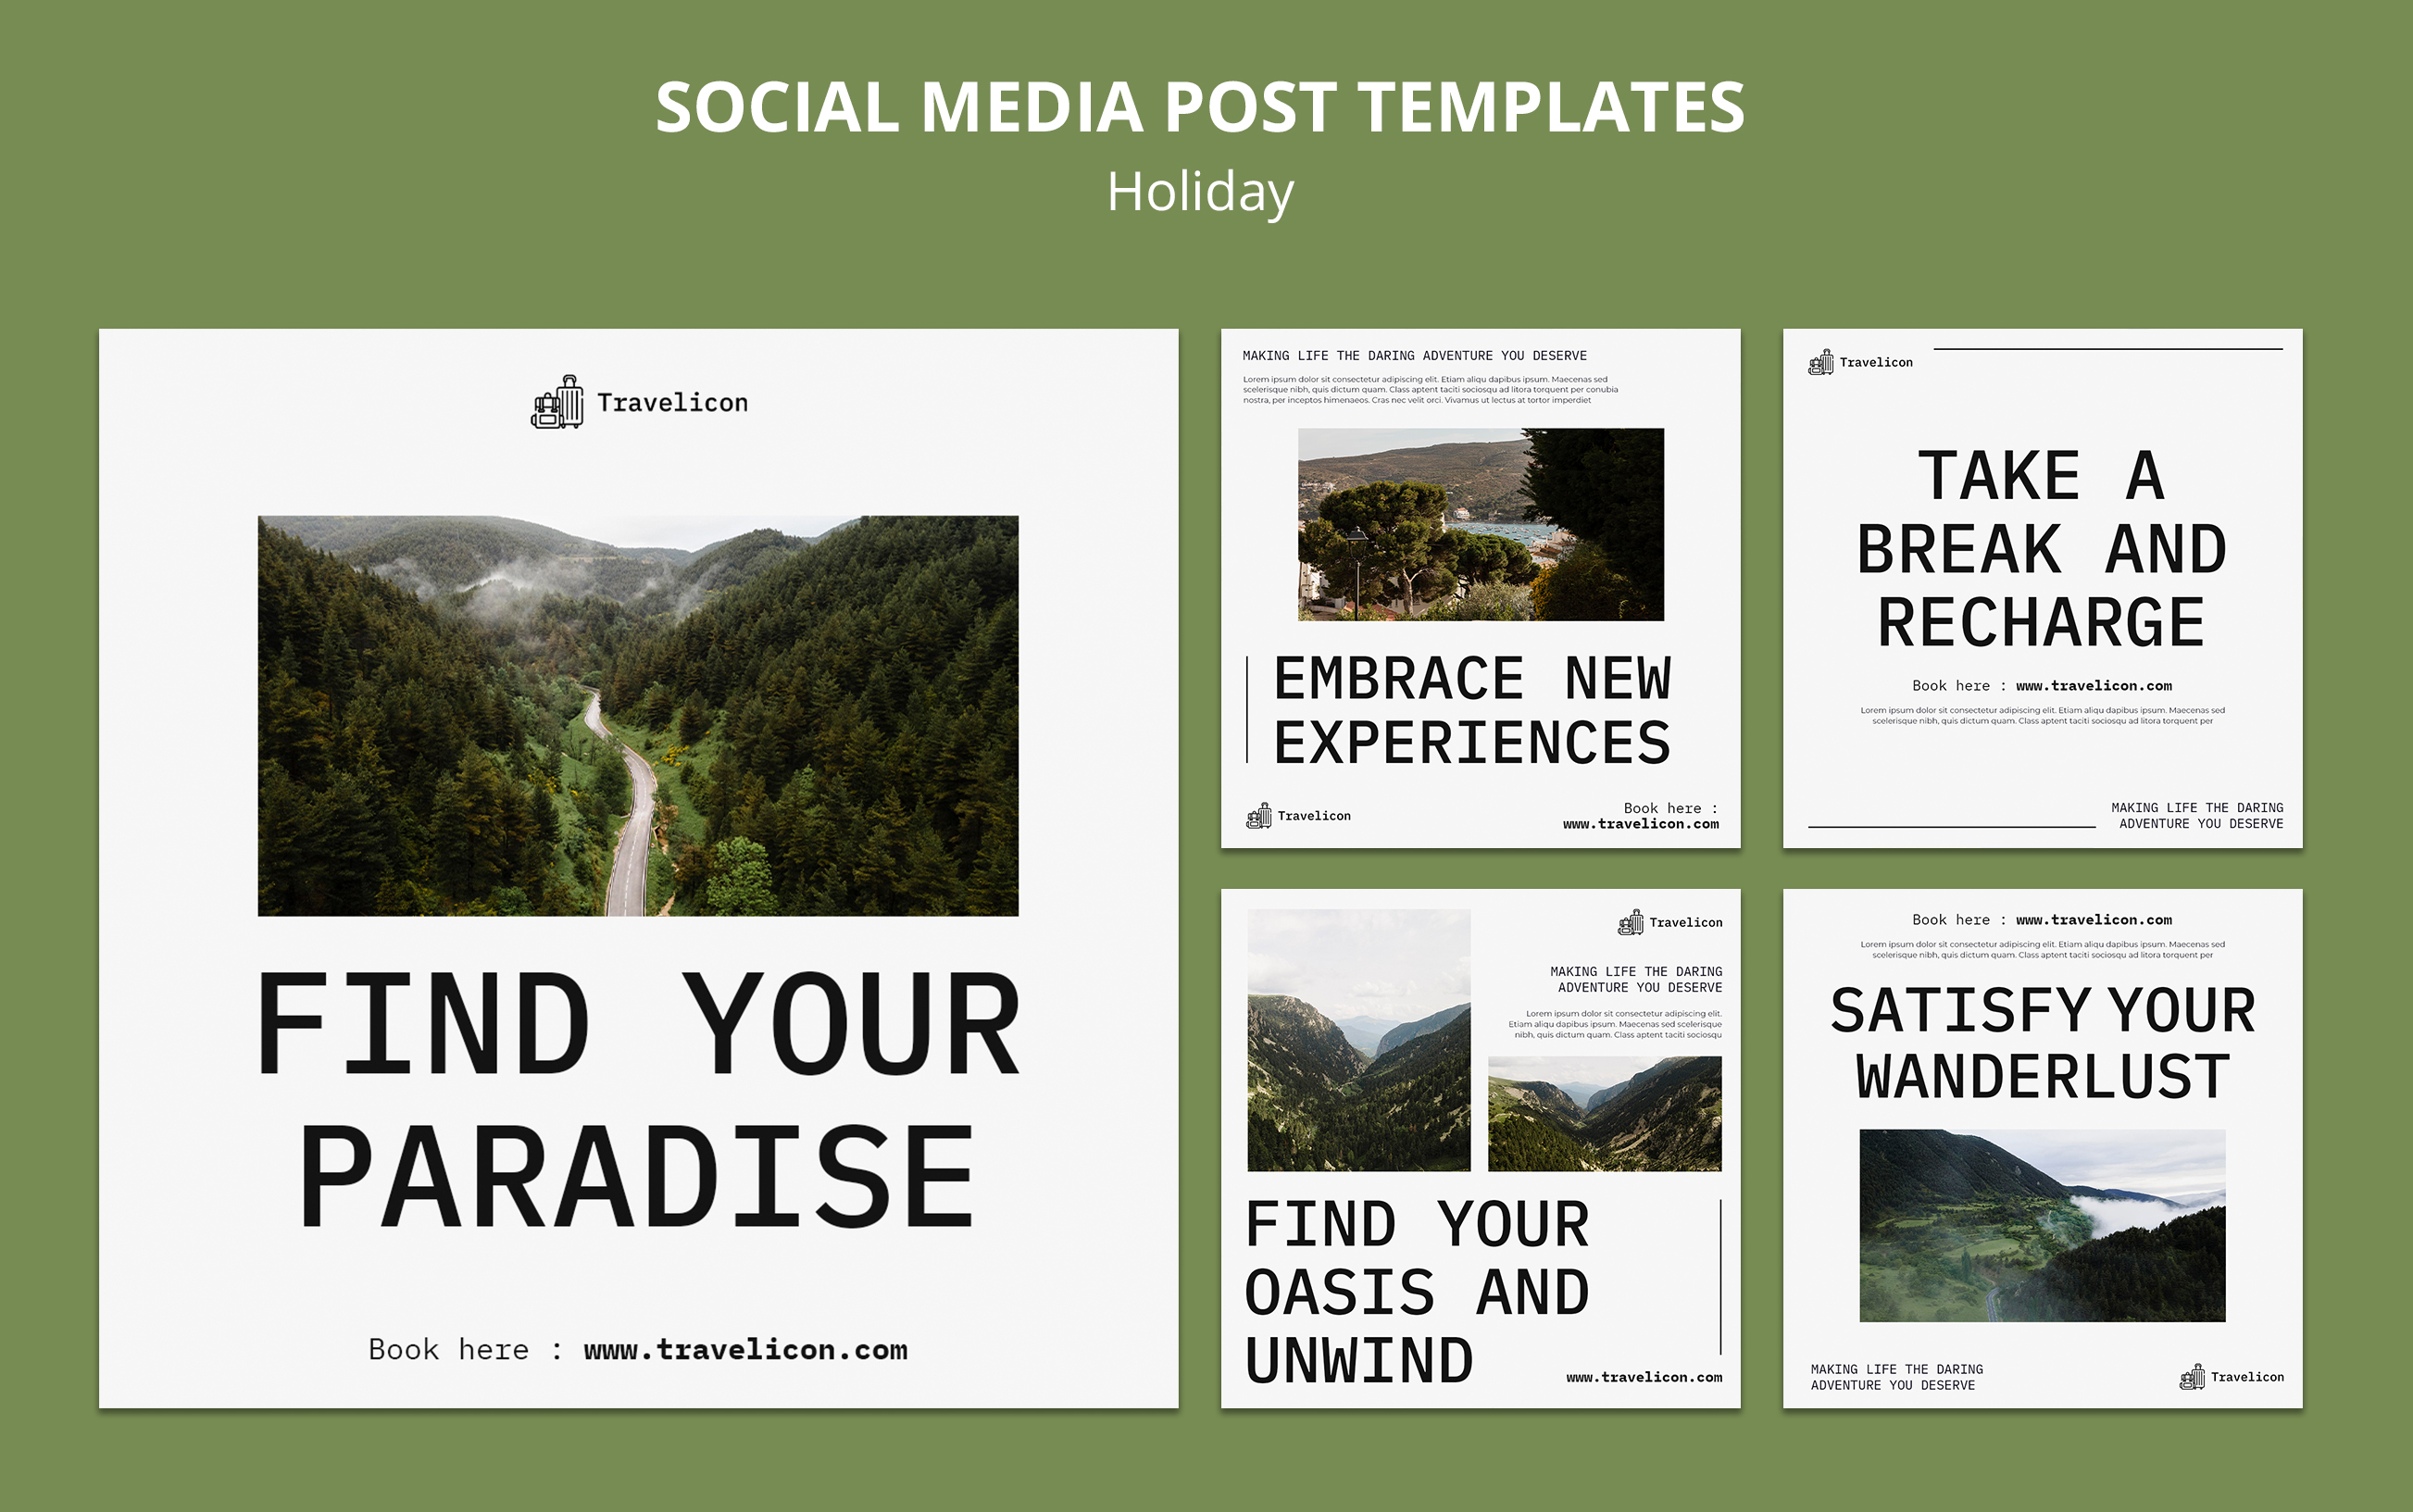 SOCIAL MEDIA POST TEMPLATES
Holiday
Travelicon
FIND YOUR
PARADISE
Book here : www.travelicon.com
MAKING LIFE THE DARING ADVENTURE YOU DESERVE
Lorem ipsum dolor sit consectetur adipiscing elit. Etiam aliqu dapibus ipsum. Maecenas sed
scelerisque nibh, quis dictum quam. Class aptent taciti sociosqu ad litora torquent per conubia
nostra, per inceptos himenaeos. Cras nec velit orci. Vivamus ut lectus at tortor imperdiet
EMBRACE NEW
EXPERIENCES
Travelicon
Book here :
www.travelicon.com
Travelicon
TAKE A
BREAK AND
RECHARGE
Book here : www.travelicon.com
Lorem ipsum dolor sit consectetur adipiscing elit. Etiam aliqu dapibus ipsum. Maecenas sed
scelerisque nibh, quis dictum quam. Class aptent taciti sociosqu ad litora torquent per
MAKING LIFE THE DARING
ADVENTURE YOU DESERVE
Travelicon
MAKING LIFE THE DARING
ADVENTURE YOU DESERVE
Lorem ipsum dolor sit consectetur adipiscing elit.
Etiam aliqu dapibus ipsum. Maecenas sed scelerisque
nibh, quis dictum quam. Class aptent taciti sociosqu
FIND YOUR
OASIS AND
UNWIND
www.travelicon.com
Book here : www.travelicon.com
Lorem ipsum dolor sit consectetur adipiscing elit. Etiam aliqu dapibus ipsum. Maecenas sed
scelerisque nibh, quis dictum quam. Class aptent taciti sociosqu ad litora torquent per
SATISFY YOUR
WANDERLUST
MAKING LIFE THE DARING
ADVENTURE YOU DESERVE
Travelicon